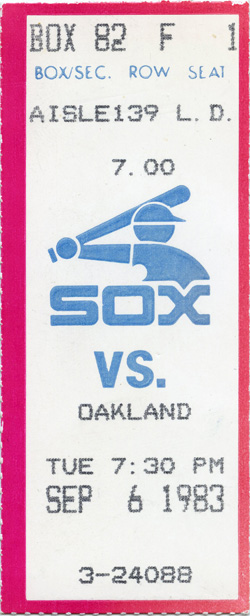 BOX 82 F 1
BOX/SEC. ROW SEAT
AISLE139 L.D.
7.00
SOX
VS.
OAKLAND
TUE 7:30 PM
SEP 6 1983
3-24088